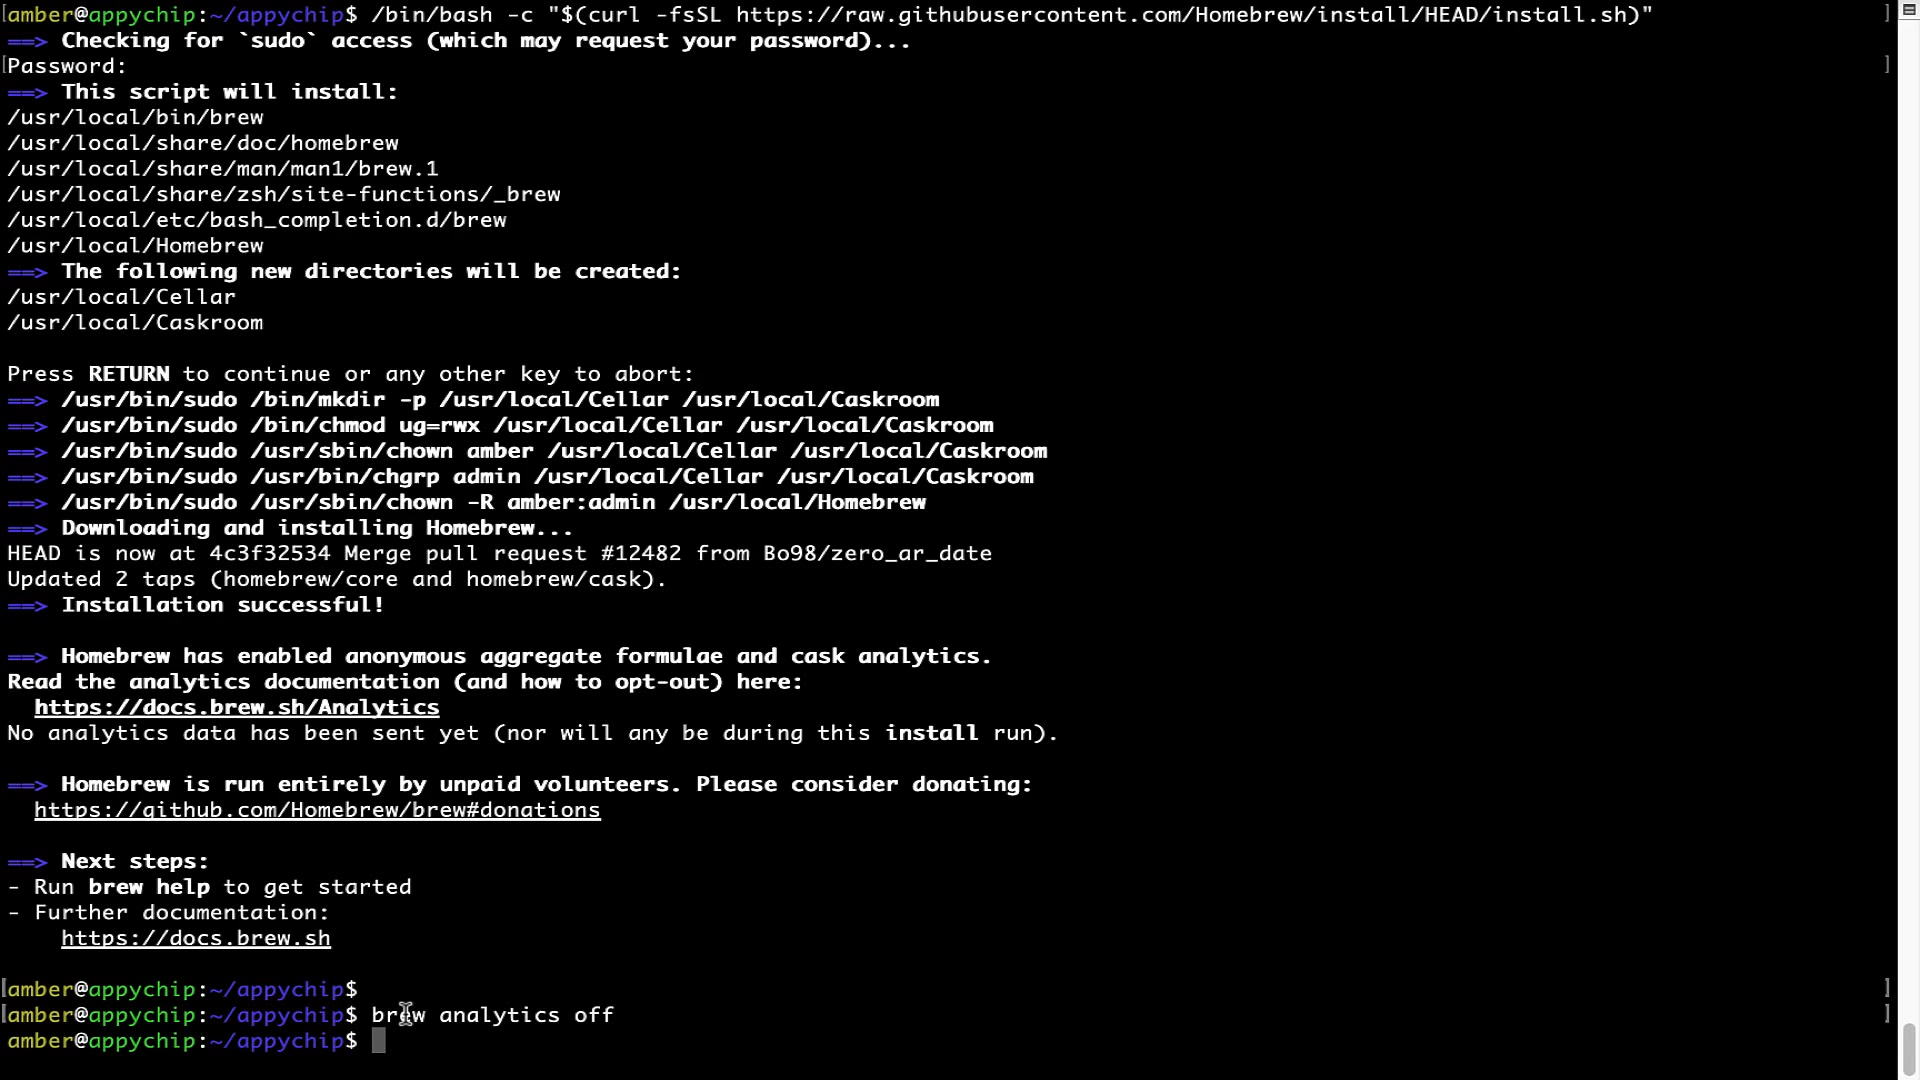 amber@appychip:~/appychip$ /bin/bash -c "$(curl -fsSL https://raw.githubusercontent.com/Homebrew/install/HEAD/install.sh)"
==> Checking for `sudo` access (which may request your password)...
Password:
==> This script will install:
/usr/local/bin/brew
/usr/local/share/doc/homebrew
/usr/local/share/man/man1/brew.1
/usr/local/share/zsh/site-functions/_brew
/usr/local/etc/bash_completion.d/brew
/usr/local/Homebrew
==> The following new directories will be created:
/usr/local/Cellar
/usr/local/Caskroom
Press RETURN to continue or any other key to abort:
==> /usr/bin/sudo /bin/mkdir -p /usr/local/Cellar /usr/local/Caskroom
==> /usr/bin/sudo /bin/chmod ug=rwx /usr/local/Cellar /usr/local/Caskroom
==> /usr/bin/sudo /usr/sbin/chown amber /usr/local/Cellar /usr/local/Caskroom
==> /usr/bin/sudo /usr/bin/chgrp admin /usr/local/Cellar /usr/local/Caskroom
==> /usr/bin/sudo /usr/sbin/chown -R amber:admin /usr/local/Homebrew
==> Downloading and installing Homebrew...
HEAD is now at 4c3f32534 Merge pull request #12482 from Bo98/zero_ar_date
Updated 2 taps (homebrew/core and homebrew/cask).
==> Installation successful!
==> Homebrew has enabled anonymous aggregate formulae and cask analytics.
Read the analytics documentation (and how to opt-out) here:
https://docs.brew.sh/Analytics
No analytics data has been sent yet (nor will any be during this install run).
==> Homebrew is run entirely by unpaid volunteers. Please consider donating:
https://github.com/Homebrew/brew#donations
==> Next steps:
- Run brew help to get started
- Further documentation:
https://docs.brew.sh
amber@appychip:~/appychip$
amber@appychip:~/appychip$ brew analytics off
amber@appychip:~/appychip$